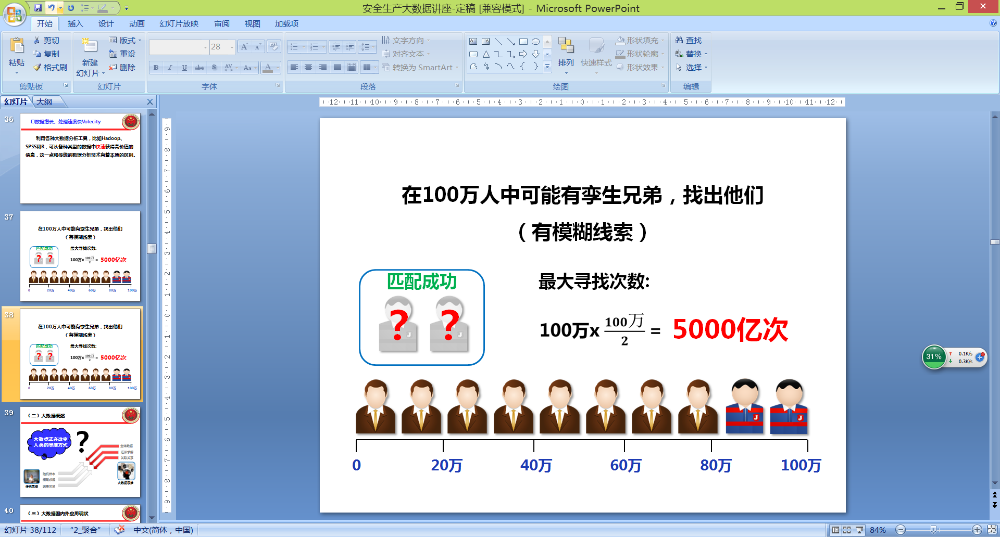 安全生产大数据讲座-定稿 [兼容模式] - Microsoft PowerPoint
开始 插入 设计 动画 幻灯片放映 审阅 视图 加载项
粘贴 剪切 复制 格式刷 剪贴板
新建 幻灯片 版式 重设 删除 幻灯片
28 字体
文字方向 对齐文本 转换为 SmartArt 段落
排列 快速样式 形状填充 形状轮廓 形状效果 绘图
查找 替换 选择 编辑
幻灯片 大纲
36
口数据增长、处理速度快Volecity
利用各种大数据分析工具，比如Hadoop、
SPSS和R，可从各种类型的数据中快速获得高价值的
信息，这一点和传统的数据分析技术有着本质的区别。
37
在100万人中可能有孪生兄弟，找出他们
（有模糊线索）
匹配成功
? ?
最大寻找次数:
100万x 100万/2 = 5000亿次
0 20万 40万 60万 80万 100万
38
在100万人中可能有孪生兄弟，找出他们
（有模糊线索）
匹配成功
? ?
最大寻找次数:
100万x 100万/2 = 5000亿次
0 20万 40万 60万 80万 100万
39
（二）大数据概述
大数据正在改变
人类的思维方式
?
全体数据
近似求解
关联关系
随机样本
精确求解
因果关系
传统思维
大数据思维
40
（三）大数据国内外应用现状
在100万人中可能有孪生兄弟，找出他们
（有模糊线索）
匹配成功
? ?
最大寻找次数:
100万x 100万/2 = 5000亿次
0 20万 40万 60万 80万 100万
31% 0.1K/s
0.3K/s
幻灯片 38/112 “2_聚合” 中文(简体，中国) 84%